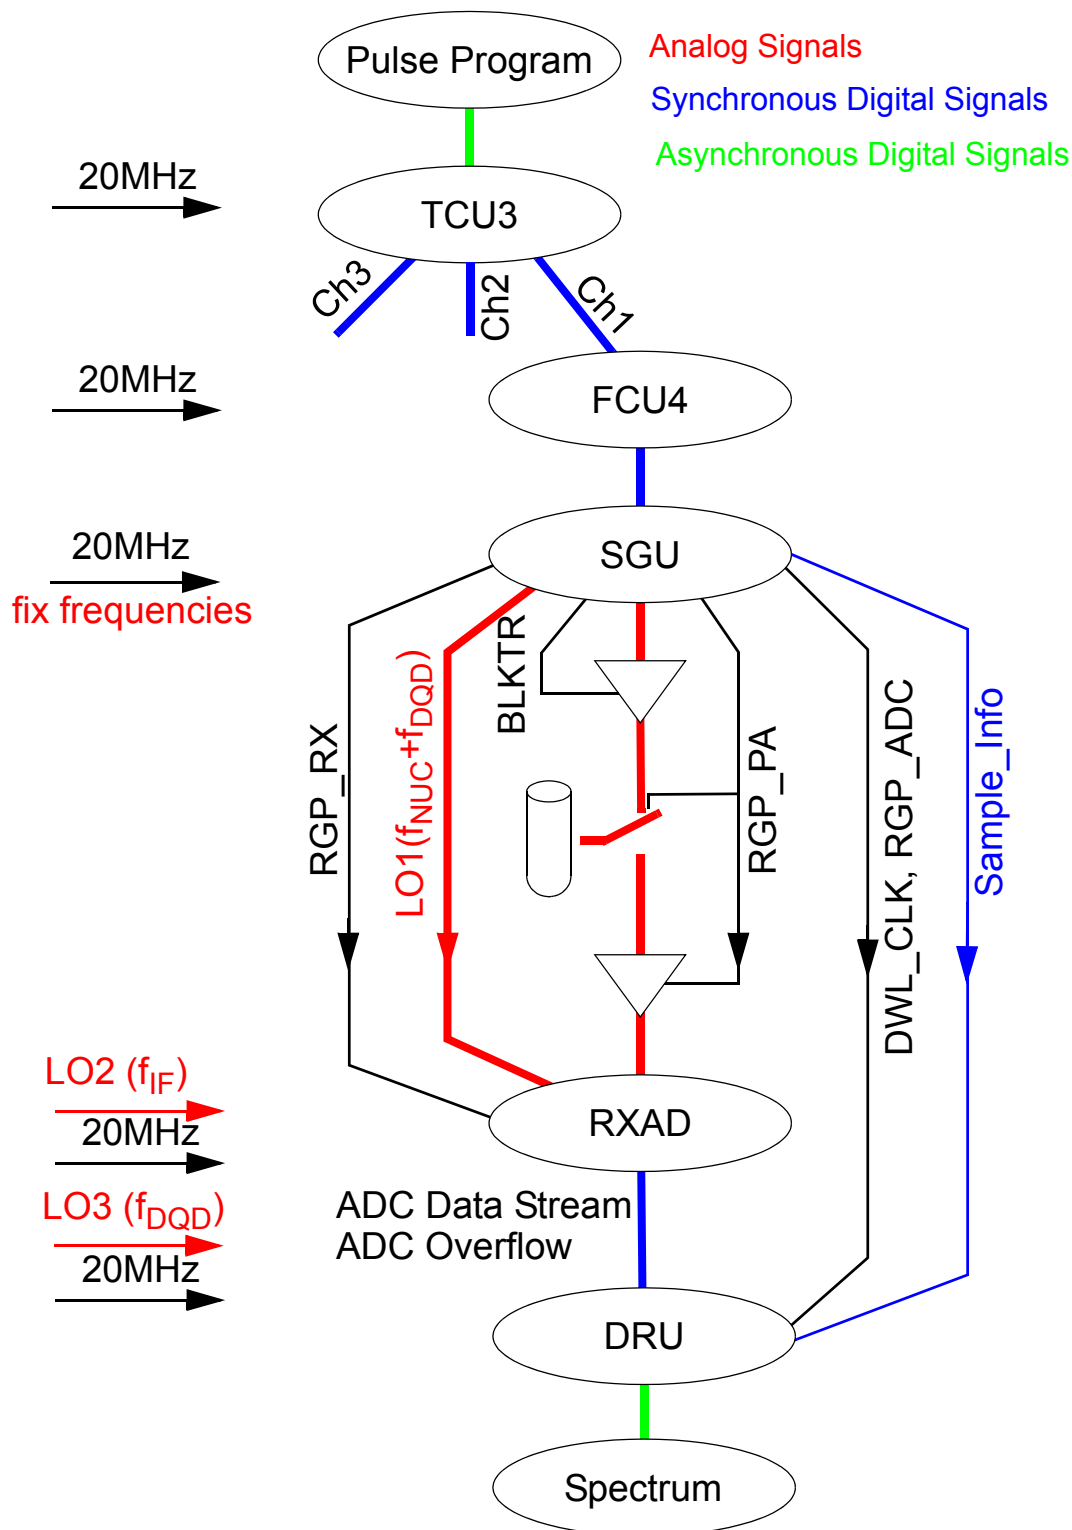 Pulse Program
Analog Signals
Synchronous Digital Signals
Asynchronous Digital Signals
20MHz
TCU3
Ch3
Ch2
Ch1
20MHz
FCU4
20MHz
fix frequencies
SGU
RGP_RX
LO1(fNUC+fDQD)
BLKTR
RGP_PA
DWL_CLK, RGP_ADC
Sample_Info
LO2 (fIF)
20MHz
RXAD
LO3 (fDQD)
20MHz
ADC Data Stream
ADC Overflow
DRU
Spectrum